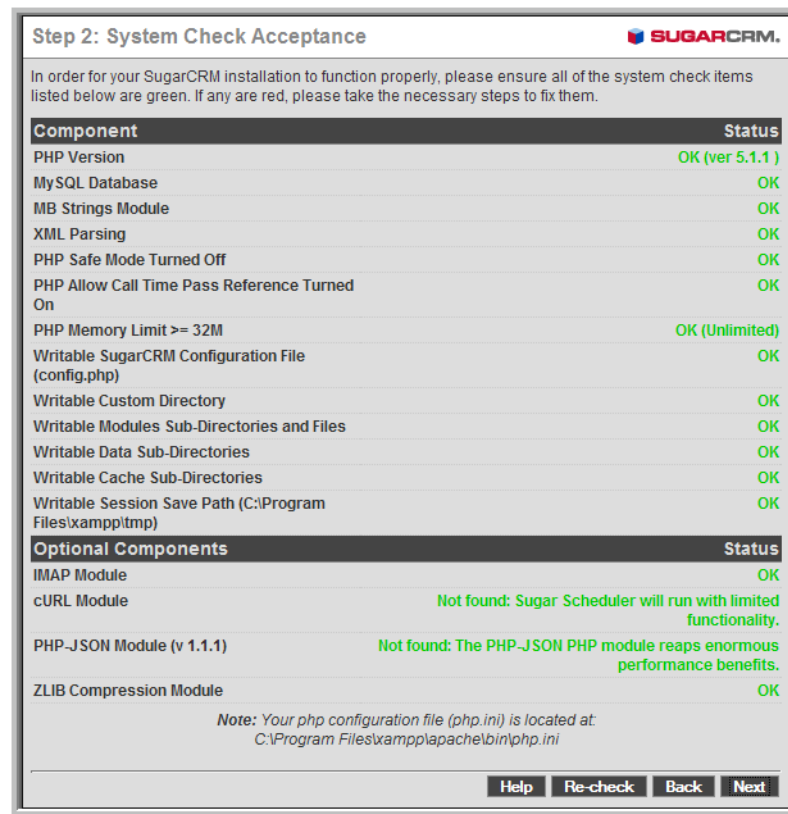 Step 2: System Check Acceptance
SUGARCRM.
In order for your SugarCRM installation to function properly, please ensure all of the system check items
listed below are green. If any are red, please take the necessary steps to fix them.
Component Status
PHP Version OK (ver 5.1.1 )
MySQL Database OK
MB Strings Module OK
XML Parsing OK
PHP Safe Mode Turned Off OK
PHP Allow Call Time Pass Reference Turned OK
On
PHP Memory Limit >= 32M OK (Unlimited)
Writable SugarCRM Configuration File OK
(config.php)
Writable Custom Directory OK
Writable Modules Sub-Directories and Files OK
Writable Data Sub-Directories OK
Writable Cache Sub-Directories OK
Writable Session Save Path (C:\Program OK
Files\xampp\tmp)
Optional Components Status
IMAP Module OK
cURL Module Not found: Sugar Scheduler will run with limited
functionality.
PHP-JSON Module (v 1.1.1) Not found: The PHP-JSON PHP module reaps enormous
performance benefits.
ZLIB Compression Module OK
Note: Your php configuration file (php.ini) is located at:
C:\Program Files\xampp\apache\bin\php.ini
Help Re-check Back Next